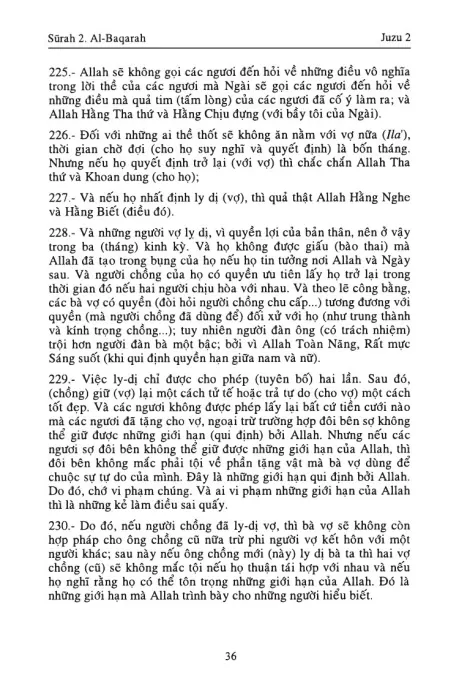 Sūrah 2. Al-Baqarah
Juzu 2
225.- Allah sẽ không gọi các ngươi đến hỏi về những điều vô nghĩa
trong lời thề của các ngươi mà Ngài sẽ gọi các ngươi đến hỏi về
những điều mà quả tim (tấm lòng) của các ngươi đã cố ý làm ra; và
Allah Hằng Tha thứ và Hằng Chịu đựng (với bầy tôi của Ngài).
226.- Đối với những ai thề thốt sẽ không ăn nằm với vợ nữa (Ila'),
thời gian chờ đợi (cho họ suy nghĩ và quyết định) là bốn tháng.
Nhưng nếu họ quyết định trở lại (với vợ) thì chắc chắn Allah Tha
thứ và Khoan dung (cho họ);
227.- Và nếu họ nhất định ly dị (vợ), thì quả thật Allah Hằng Nghe
và Hằng Biết (điều đó).
228.- Và những người vợ lỵ dị, vì quyền lợi của bản thân, nên ở vậy
trong ba (tháng) kinh kỳ. Và họ không được giấu (bào thai) mà
Allah đã tạo trong bụng của họ nếu họ tin tưởng nơi Allah và Ngày
sau. Và người chồng của họ có quyền ưu tiên lấy họ trở lại trong
thời gian đó nếu hai người chịu hòa với nhau. Và theo lẽ công bằng,
các bà vợ có quyền (đòi hỏi người chồng chu cấp...) tương đương với
quyền (mà người chồng đã dùng để) đối xử với họ (như trung thành
và kính trọng chồng...); tuy nhiên người đàn ông (có trách nhiệm)
trội hơn người đàn bà một bậc; bởi vì Allah Toàn Năng, Rất mực
Sáng suốt (khi qui định quyền hạn giữa nam và nữ).
229.- Việc ly-dị chỉ được cho phép (tuyên bố) hai lần. Sau đó,
(chồng) giữ (vợ) lại một cách tử tế hoặc trả tự do (cho vợ) một cách
tốt đẹp. Và các ngươi không được phép lấy lại bất cứ tiền cưới nào
mà các ngươi đã tặng cho vợ, ngoại trừ trường hợp đôi bên sợ không
thể giữ được những giới hạn (qui định) bởi Allah. Nhưng nếu các
ngươi sợ đôi bên không thể giữ được những giới hạn của Allah, thì
đôi bên không mắc phải tội về phần tặng vật mà bà vợ dùng để
chuộc sự tự do của mình. Đây là những giới hạn qui định bởi Allah.
Do đó, chớ vi phạm chúng. Và ai vi phạm những giới hạn của Allah
thì là những kẻ làm điều sai quấy.
230.- Do đó, nếu người chồng đã ly-dị vợ, thì bà vợ sẽ không còn
hợp pháp cho ông chồng cũ nữa trừ phi người vợ kết hôn với một
người khác; sau này nếu ông chồng mới (này) ly dị bà ta thì hai vợ
chồng (cũ) sẽ không mắc tội nếu họ thuận tái hợp với nhau và nếu
họ nghĩ rằng họ có thể tôn trọng những giới hạn của Allah. Đó là
những giới hạn mà Allah trình bày cho những người hiểu biết.
36